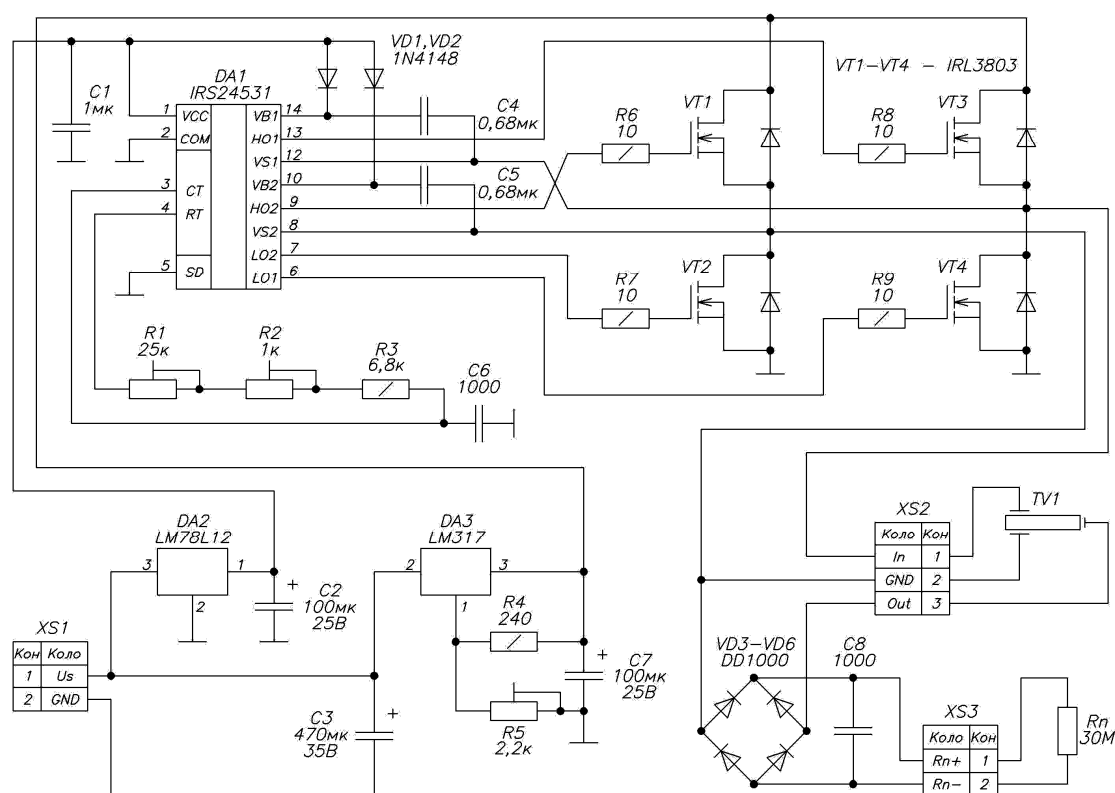 VD1,VD2
1N4148
VT1-VT4 - IRL3803
C1
1мк
DA1
IRS24531
1 VCC VB1 14
2 COM HO1 13
VS1 12
3 CT VB2 10
4 RT HO2 9
VS2 8
LO2 7
5 SD LO1 6
C4
0,68мк
C5
0,68мк
R6
10
VT1
R8
10
VT3
R7
10
VT2
R9
10
VT4
R1
25к
R2
1к
R3
6,8к
C6
1000
DA2
LM78L12
3 1
2
C2
100мк
25В
+
DA3
LM317
2 3
1
R4
240
R5
2,2к
C7
100мк
25В
+
XS1
Кон Коло
1 Us
2 GND
C3
470мк
35В
+
XS2
Коло Кон
In 1
GND 2
Out 3
TV1
VD3-VD6
DD1000
C8
1000
XS3
Коло Кон
Rn+ 1
Rn- 2
Rn
30М